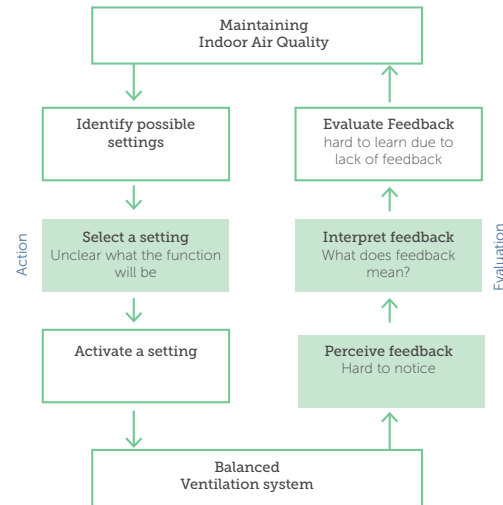 Maintaining
Indoor Air Quality
Identify possible
settings
Evaluate Feedback
hard to learn due to
lack of feedback
Action
Select a setting
Unclear what the function
will be
Interpret feedback
What does feedback
mean?
Evaluation
Activate a setting
Perceive feedback
Hard to notice
Balanced
Ventilation system